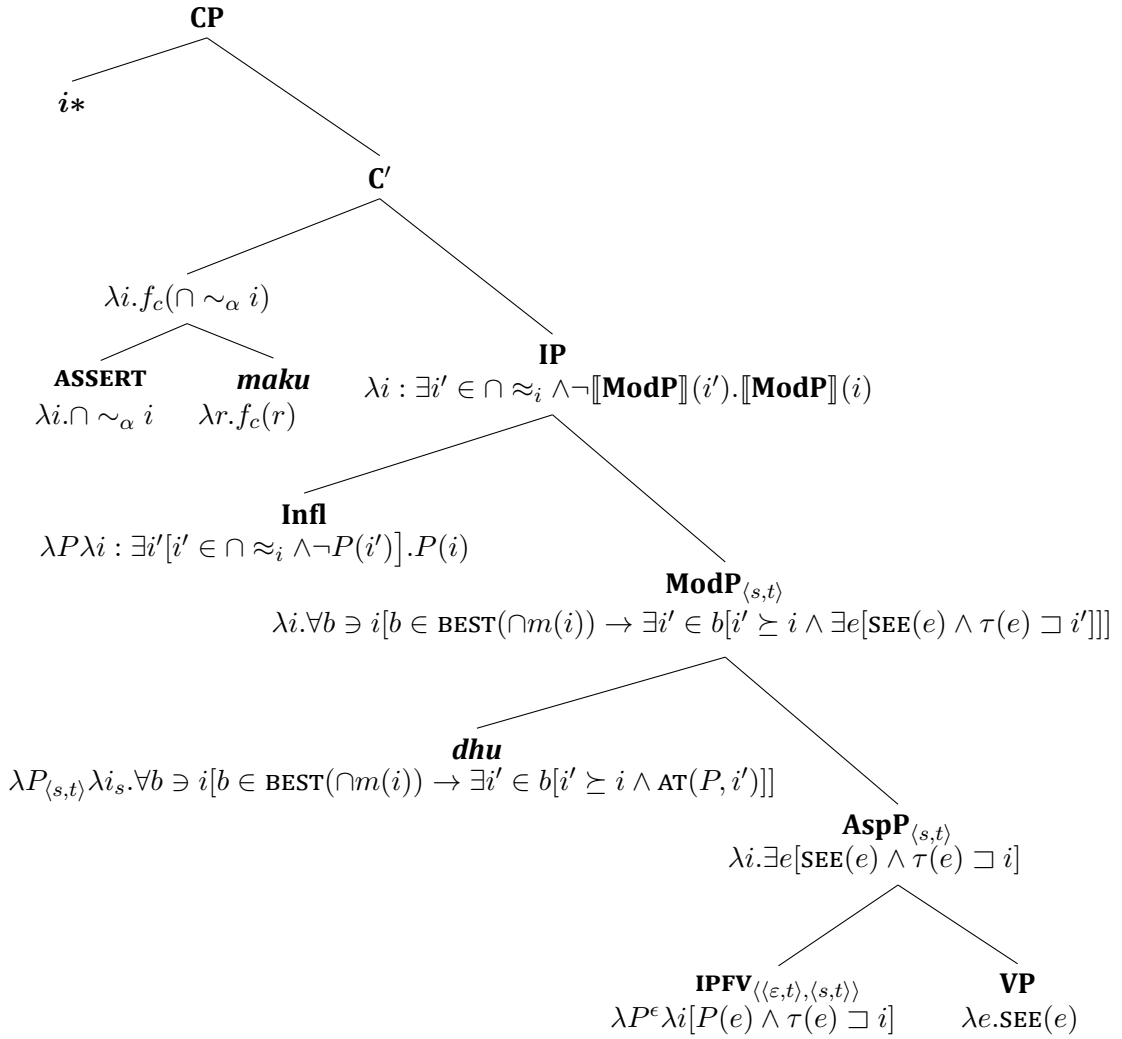 CP
i*
C′
λi.f_c(∩ ∼_α i)
IP
ASSERT maku λi : ∃i′ ∈ ∩ ≈_i ∧¬⟦ModP⟧(i′).⟦ModP⟧(i)
λi.∩ ∼_α i λr.f_c(r)
Infl
λPλi : ∃i′[i′ ∈ ∩ ≈_i ∧¬P(i′)].P(i)
ModP_⟨s,t⟩
λi.∀b ∋ i[b ∈ BEST(∩m(i)) → ∃i′ ∈ b[i′ ⪰ i ∧ ∃e[SEE(e) ∧ τ(e) ⊐ i′]]]
dhu
λP_⟨s,t⟩λi_s.∀b ∋ i[b ∈ BEST(∩m(i)) → ∃i′ ∈ b[i′ ⪰ i ∧ AT(P, i′)]]
AspP_⟨s,t⟩
λi.∃e[SEE(e) ∧ τ(e) ⊐ i]
IPFV_⟨⟨ε,t⟩,⟨s,t⟩⟩ VP
λP^ϵλi[P(e) ∧ τ(e) ⊐ i] λe.SEE(e)